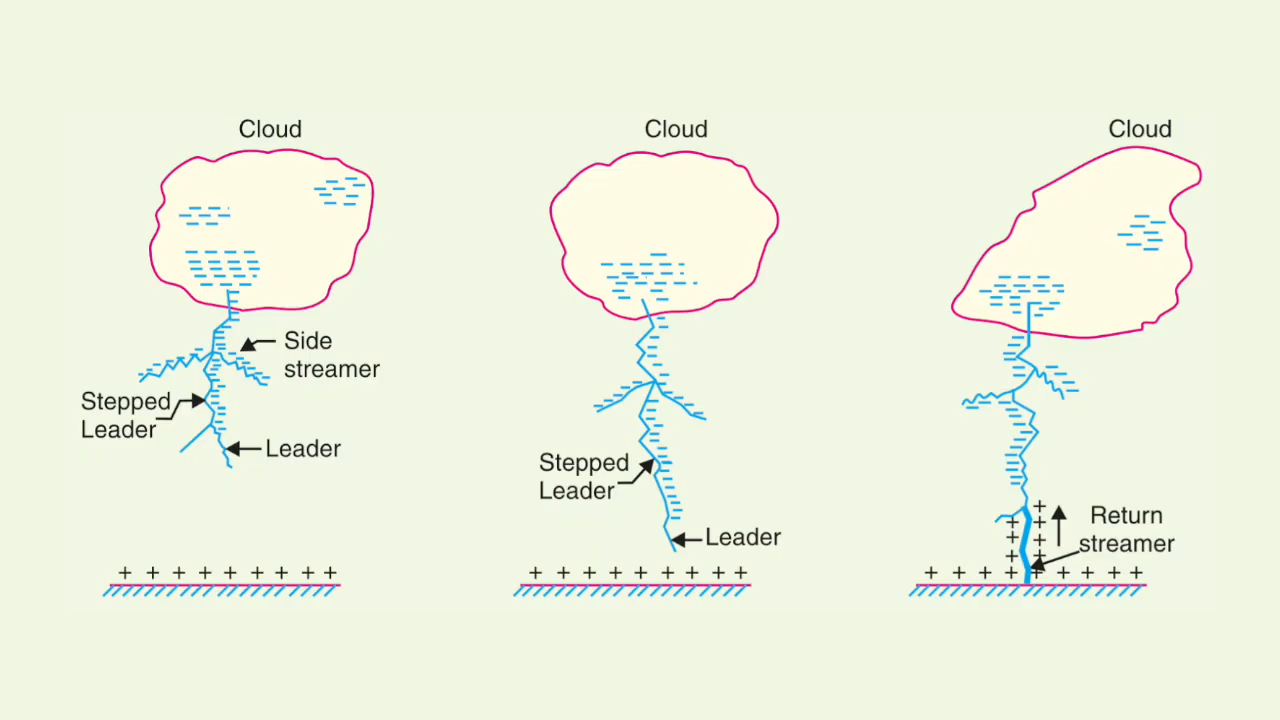 Cloud
Side
streamer
Stepped
Leader
Leader
+ + + + + + + + +
Cloud
Stepped
Leader
Leader
+ + + + + + + + +
Cloud
Return
streamer
+ + + + + + + + +